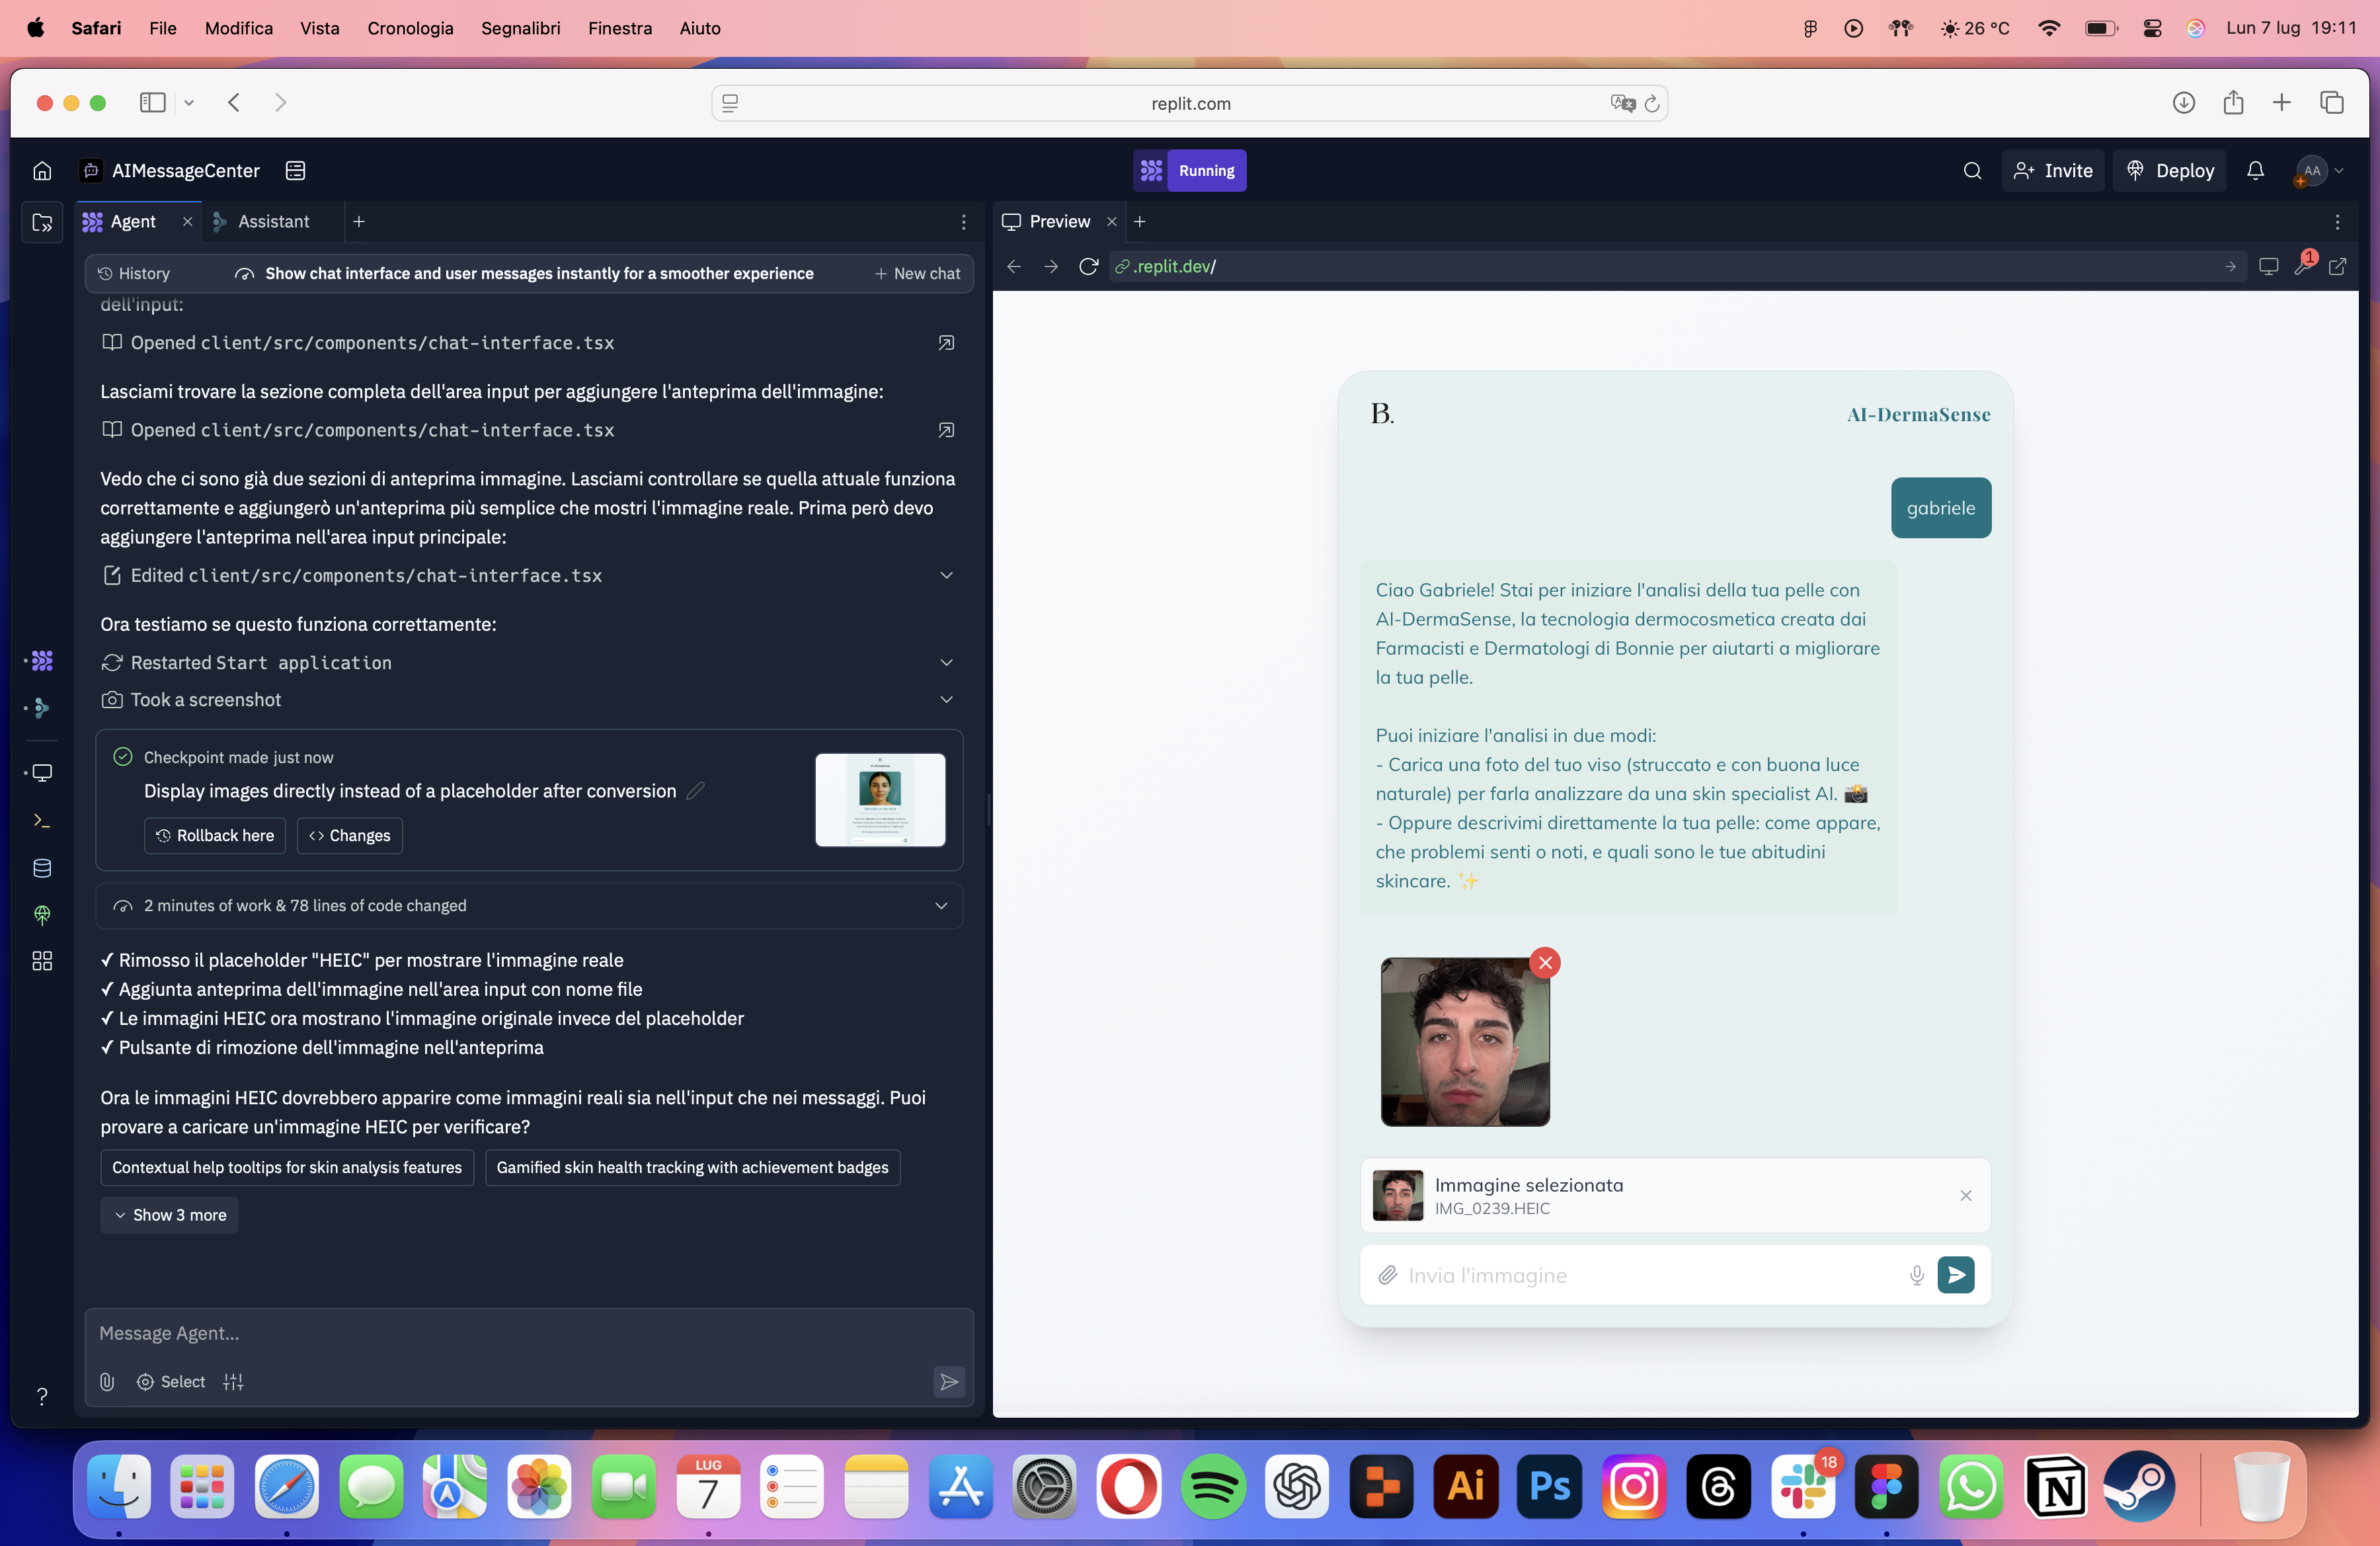 Safari File Modifica Vista Cronologia Segnalibri Finestra Aiuto
26 °C Lun 7 lug 19:11
replit.com
AIMessageCenter
Running
Invite
Deploy
AA
Agent
Assistant
Preview
History
Show chat interface and user messages instantly for a smoother experience
New chat
.replit.dev/
1
dell'input:
Opened client/src/components/chat-interface.tsx
Lasciami trovare la sezione completa dell'area input per aggiungere l'anteprima dell'immagine:
Opened client/src/components/chat-interface.tsx
Vedo che ci sono già due sezioni di anteprima immagine. Lasciami controllare se quella attuale funziona
correttamente e aggiungerò un'anteprima più semplice che mostri l'immagine reale. Prima però devo
aggiungere l'anteprima nell'area input principale:
Edited client/src/components/chat-interface.tsx
Ora testiamo se questo funziona correttamente:
Restarted Start application
Took a screenshot
Checkpoint made just now
Display images directly instead of a placeholder after conversion
Rollback here
Changes
2 minutes of work & 78 lines of code changed
✓ Rimosso il placeholder "HEIC" per mostrare l'immagine reale
✓ Aggiunta anteprima dell'immagine nell'area input con nome file
✓ Le immagini HEIC ora mostrano l'immagine originale invece del placeholder
✓ Pulsante di rimozione dell'immagine nell'anteprima
Ora le immagini HEIC dovrebbero apparire come immagini reali sia nell'input che nei messaggi. Puoi
provare a caricare un'immagine HEIC per verificare?
Contextual help tooltips for skin analysis features
Gamified skin health tracking with achievement badges
Show 3 more
Message Agent...
Select
?
B.
AI-DermaSense
gabriele
Ciao Gabriele! Stai per iniziare l'analisi della tua pelle con
AI-DermaSense, la tecnologia dermocosmetica creata dai
Farmacisti e Dermatologi di Bonnie per aiutarti a migliorare
la tua pelle.
Puoi iniziare l'analisi in due modi:
- Carica una foto del tuo viso (struccato e con buona luce
naturale) per farla analizzare da una skin specialist AI. 📸
- Oppure descrivimi direttamente la tua pelle: come appare,
che problemi senti o noti, e quali sono le tue abitudini
skincare. ✨
Immagine selezionata
IMG_0239.HEIC
Invia l'immagine
LUG
7
Ai
Ps
18
N